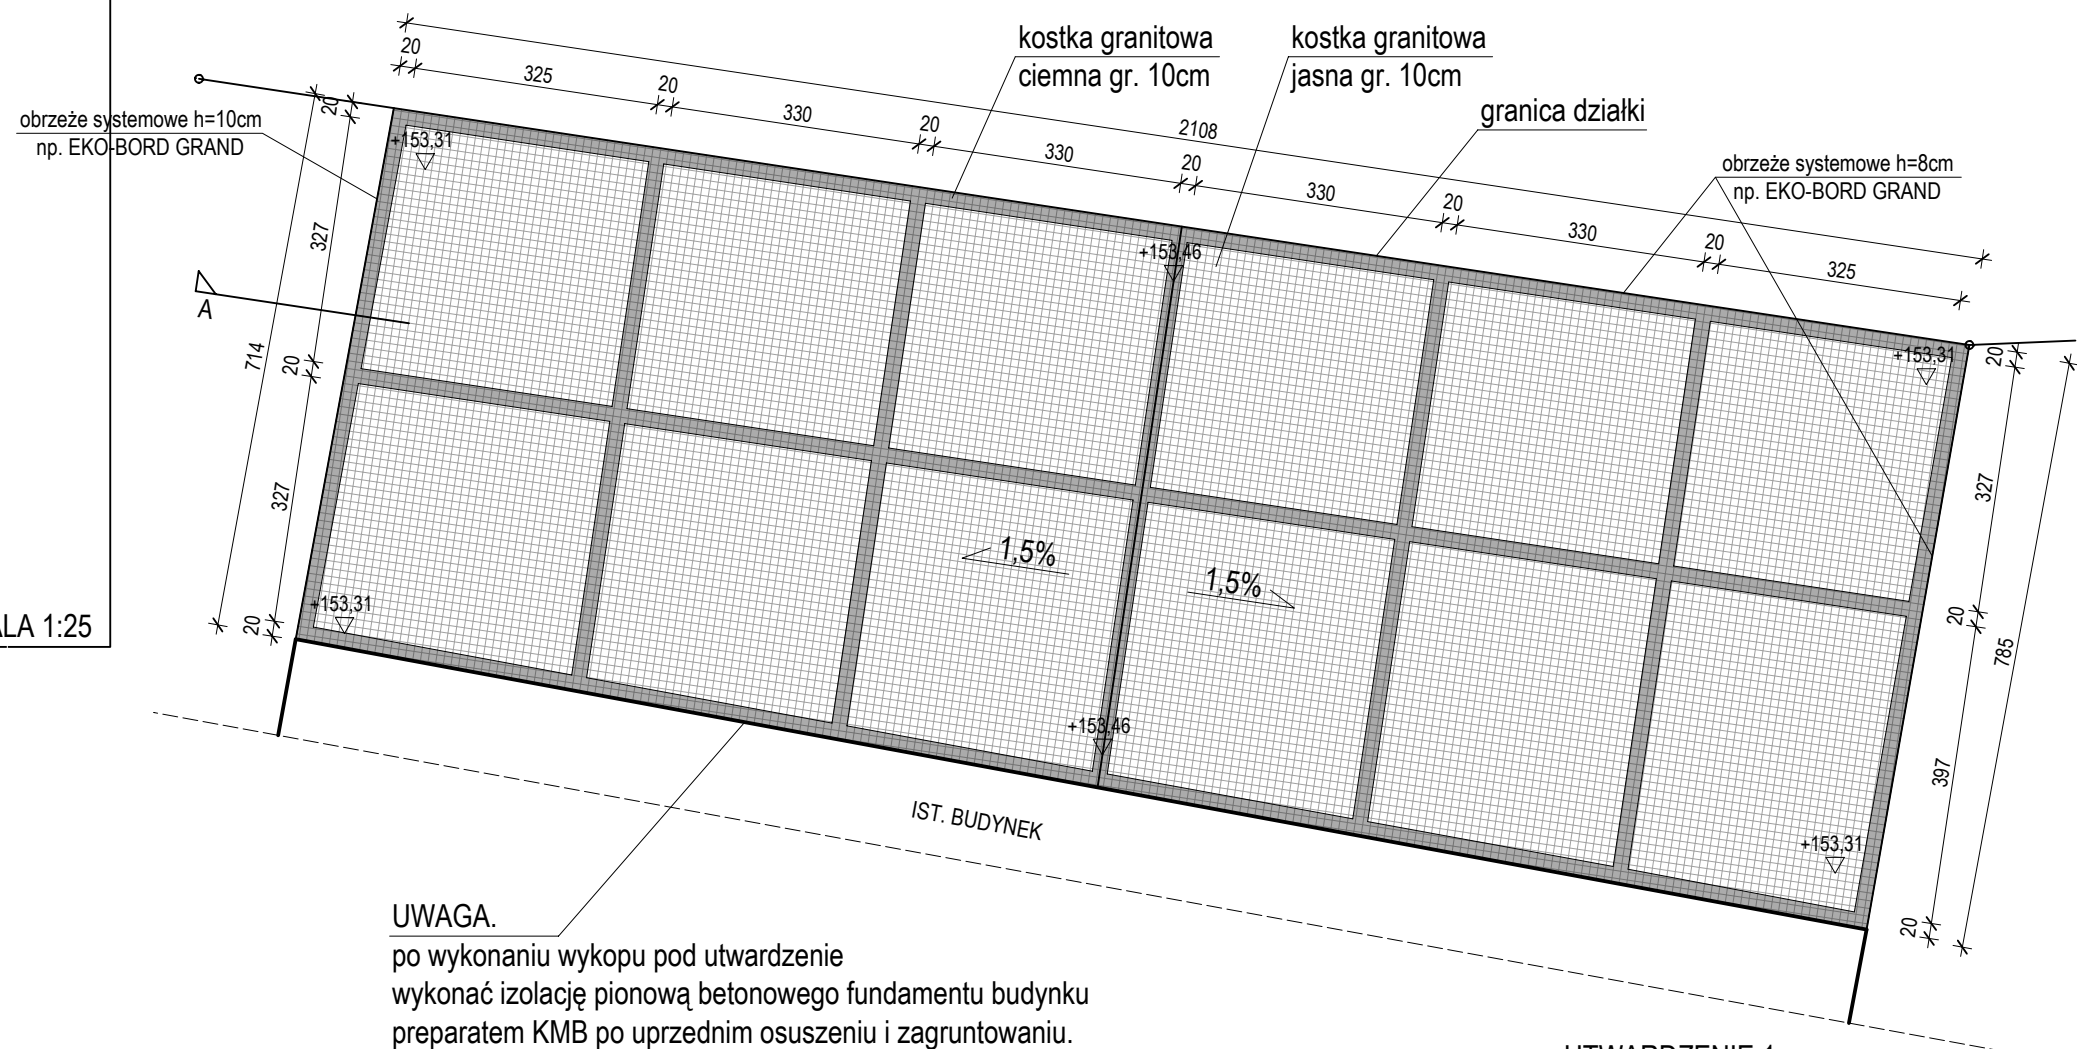 kostka granitowa
ciemna gr. 10cm
kostka granitowa
jasna gr. 10cm
granica działki
obrzeże systemowe h=10cm
np. EKO-BORD GRAND
obrzeże systemowe h=8cm
np. EKO-BORD GRAND
2108
20
325
20
330
20
330
20
330
20
330
20
325
20
327
20
327
20
714
20
327
20
397
20
785
+153,31
+153,46
+153,31
+153,31
+153,46
+153,31
A
1,5%
1,5%
IST. BUDYNEK
ALA 1:25
UWAGA.
po wykonaniu wykopu pod utwardzenie
wykonać izolację pionową betonowego fundamentu budynku
preparatem KMB po uprzednim osuszeniu i zagruntowaniu.
UTWARDZENIE 1